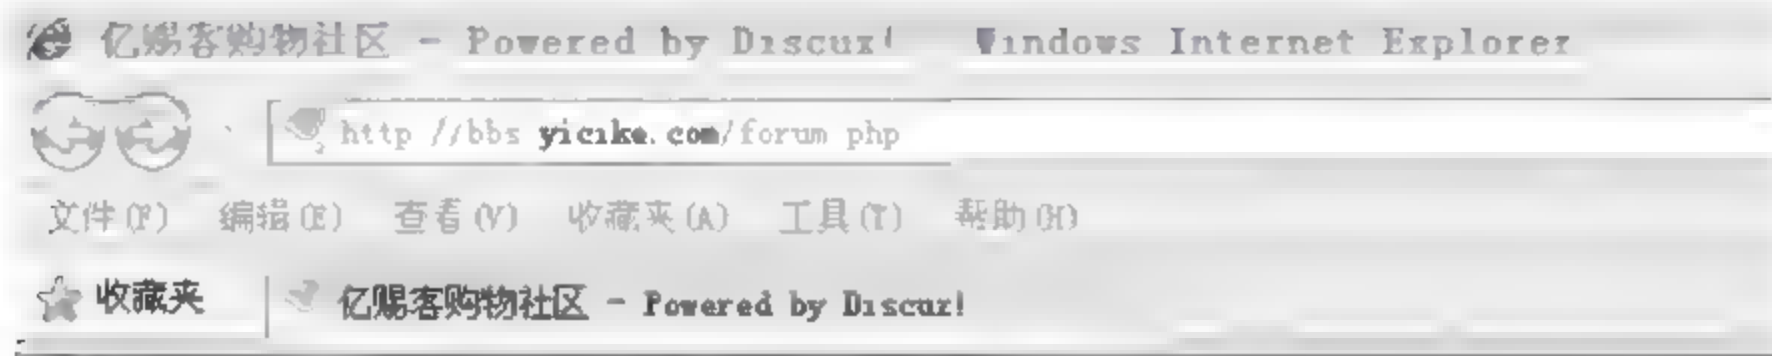 亿赐客购物社区 - Powered by Discuz! Windows Internet Explorer
http://bbs.yicike.com/forum.php
文件(F) 编辑(E) 查看(V) 收藏夹(A) 工具(T) 帮助(H)
收藏夹 亿赐客购物社区 - Powered by Discuz!